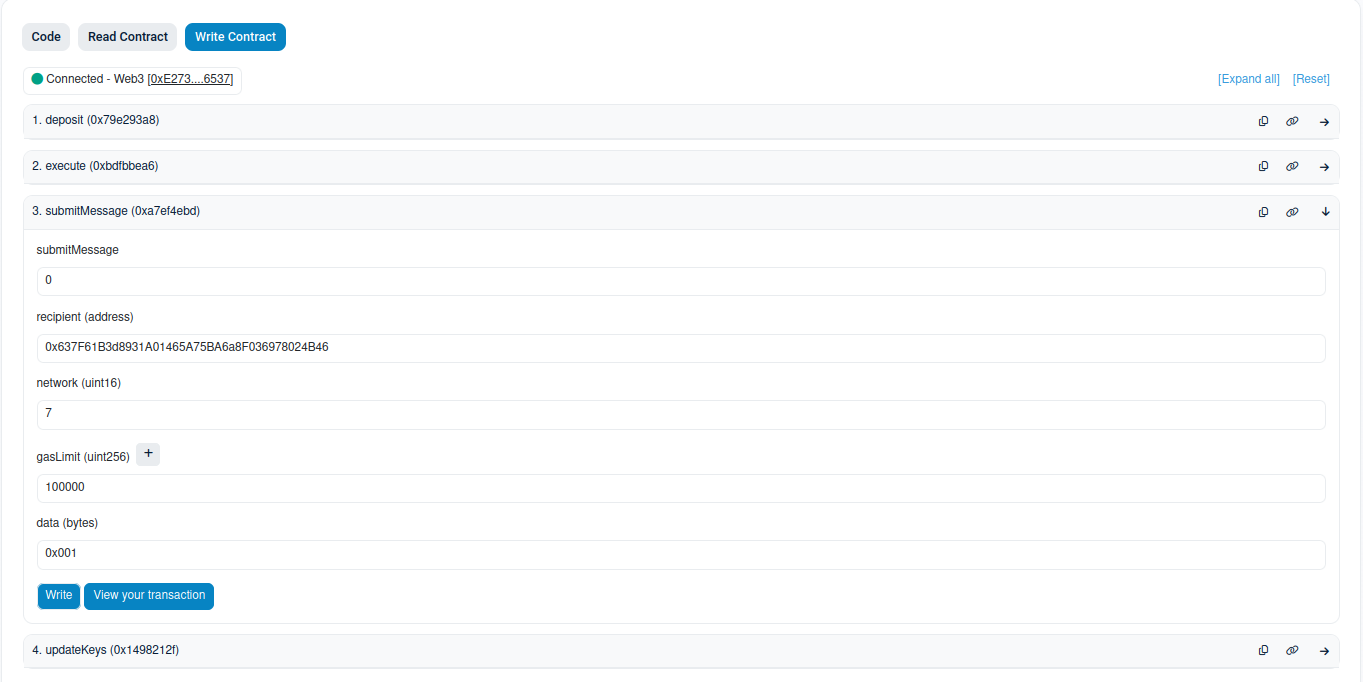 Code Read Contract Write Contract
Connected - Web3 [0xE273....6537] [Expand all] [Reset]
1. deposit (0x79e293a8)
2. execute (0xbdfbbea6)
3. submitMessage (0xa7ef4ebd)
submitMessage
0
recipient (address)
0x637F61B3d8931A01465A75BA6a8F036978024B46
network (uint16)
7
gasLimit (uint256) +
100000
data (bytes)
0x001
Write View your transaction
4. updateKeys (0x1498212f)